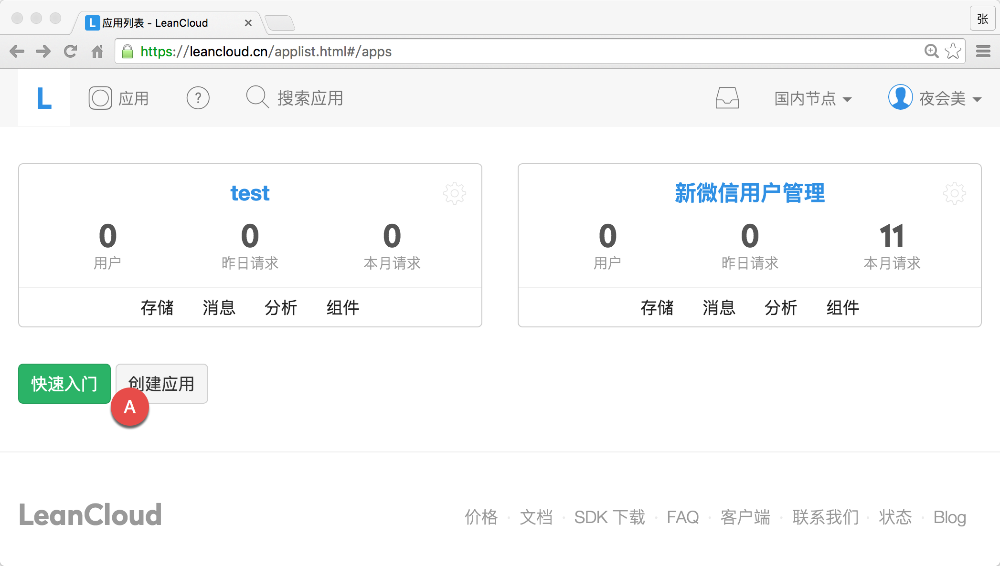 L 应用列表 - LeanCloud
张
https://leancloud.cn/applist.html#/apps
L 应用 ? 搜索应用 国内节点 夜会美
test
0 0 0
用户 昨日请求 本月请求
存储 消息 分析 组件
新微信用户管理
0 0 11
用户 昨日请求 本月请求
存储 消息 分析 组件
快速入门 创建应用
A
LeanCloud
价格 · 文档 · SDK 下载 · FAQ · 客户端 · 联系我们 · 状态 · Blog